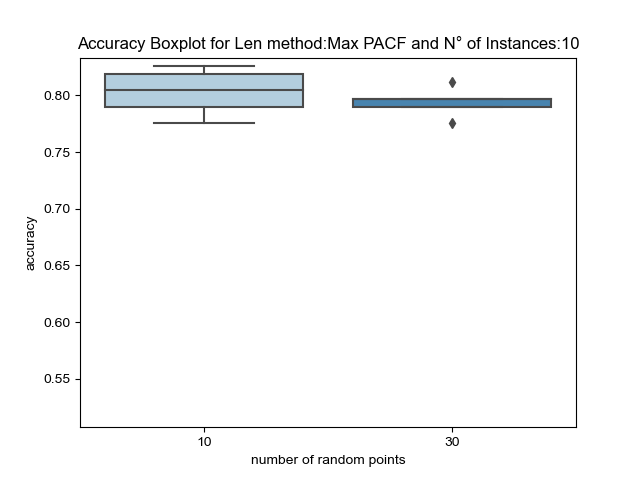 Accuracy Boxplot for Len method:Max PACF and N° of Instances:10
0.80
0.75
0.70
0.65
0.60
0.55
accuracy
10 30
number of random points